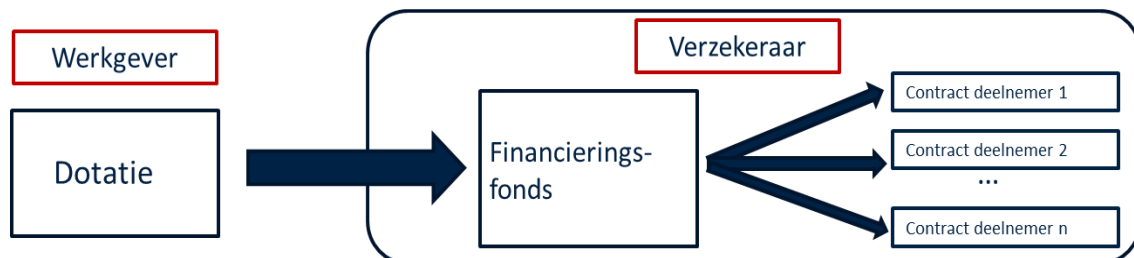 Werkgever
Verzekeraar
Dotatie
Financierings-
fonds
Contract deelnemer 1
Contract deelnemer 2
...
Contract deelnemer n